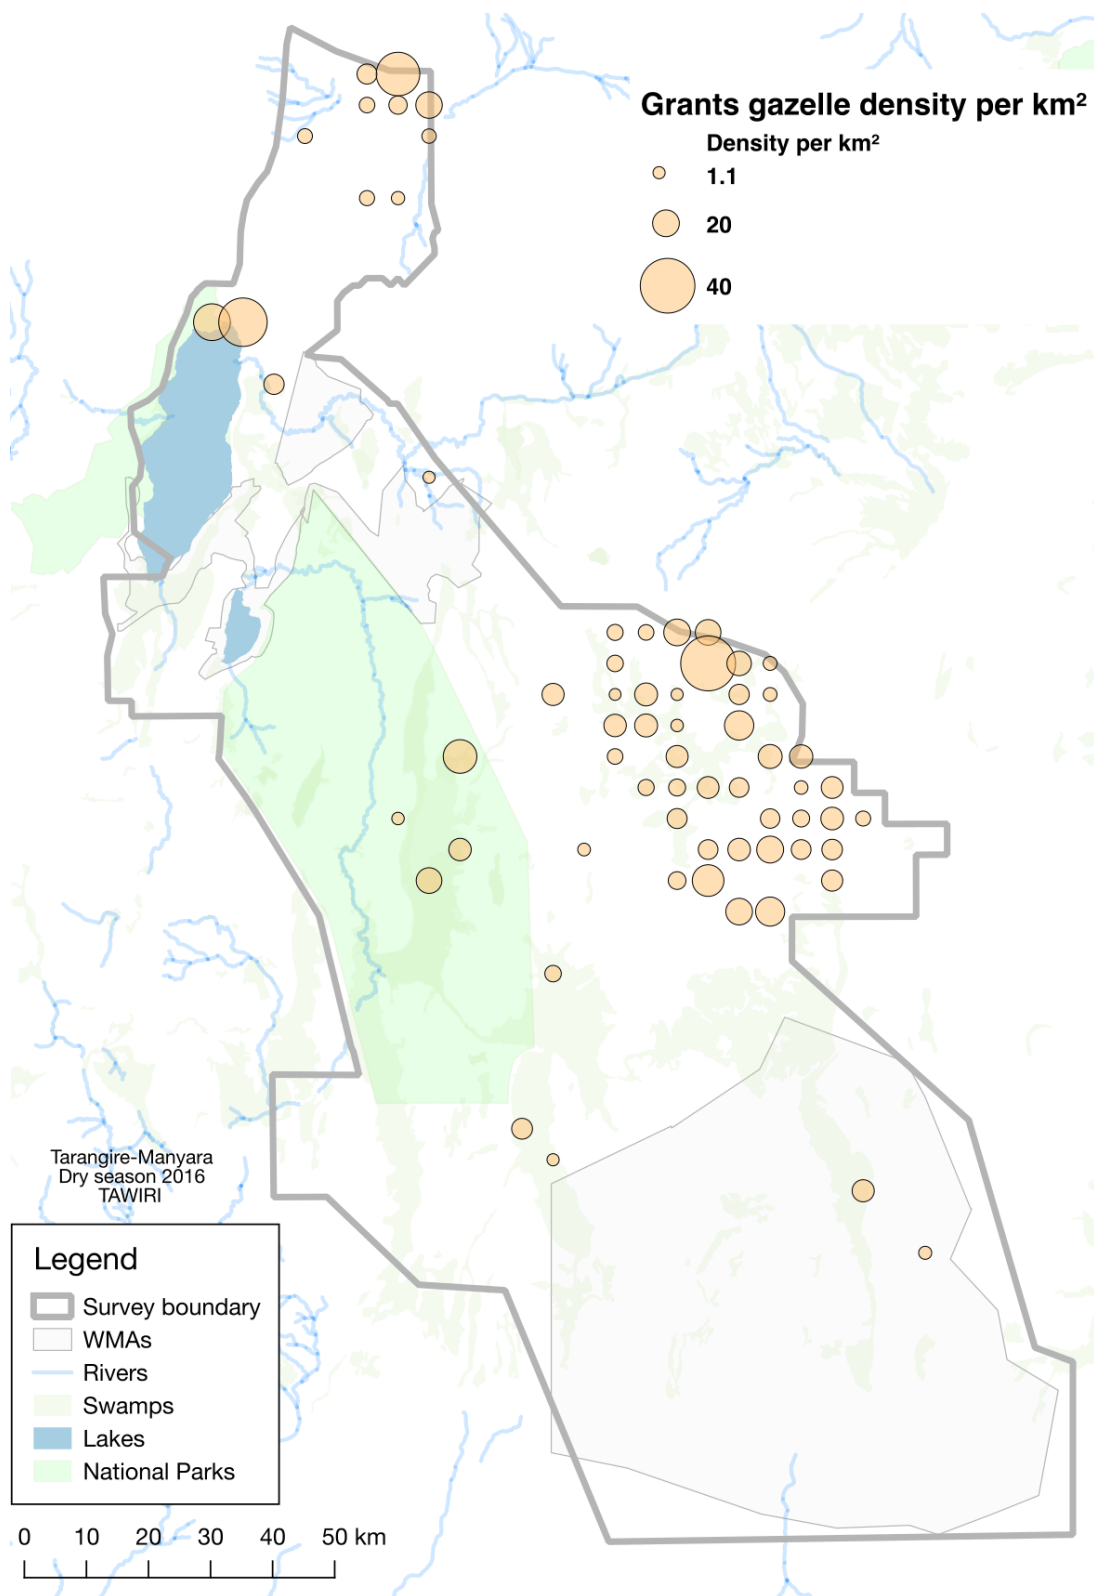 Grants gazelle density per km²
Density per km²
1.1
20
40
Tarangire-Manyara
Dry season 2016
TAWIRI
Legend
Survey boundary
WMAs
Rivers
Swamps
Lakes
National Parks
0 10 20 30 40 50 km